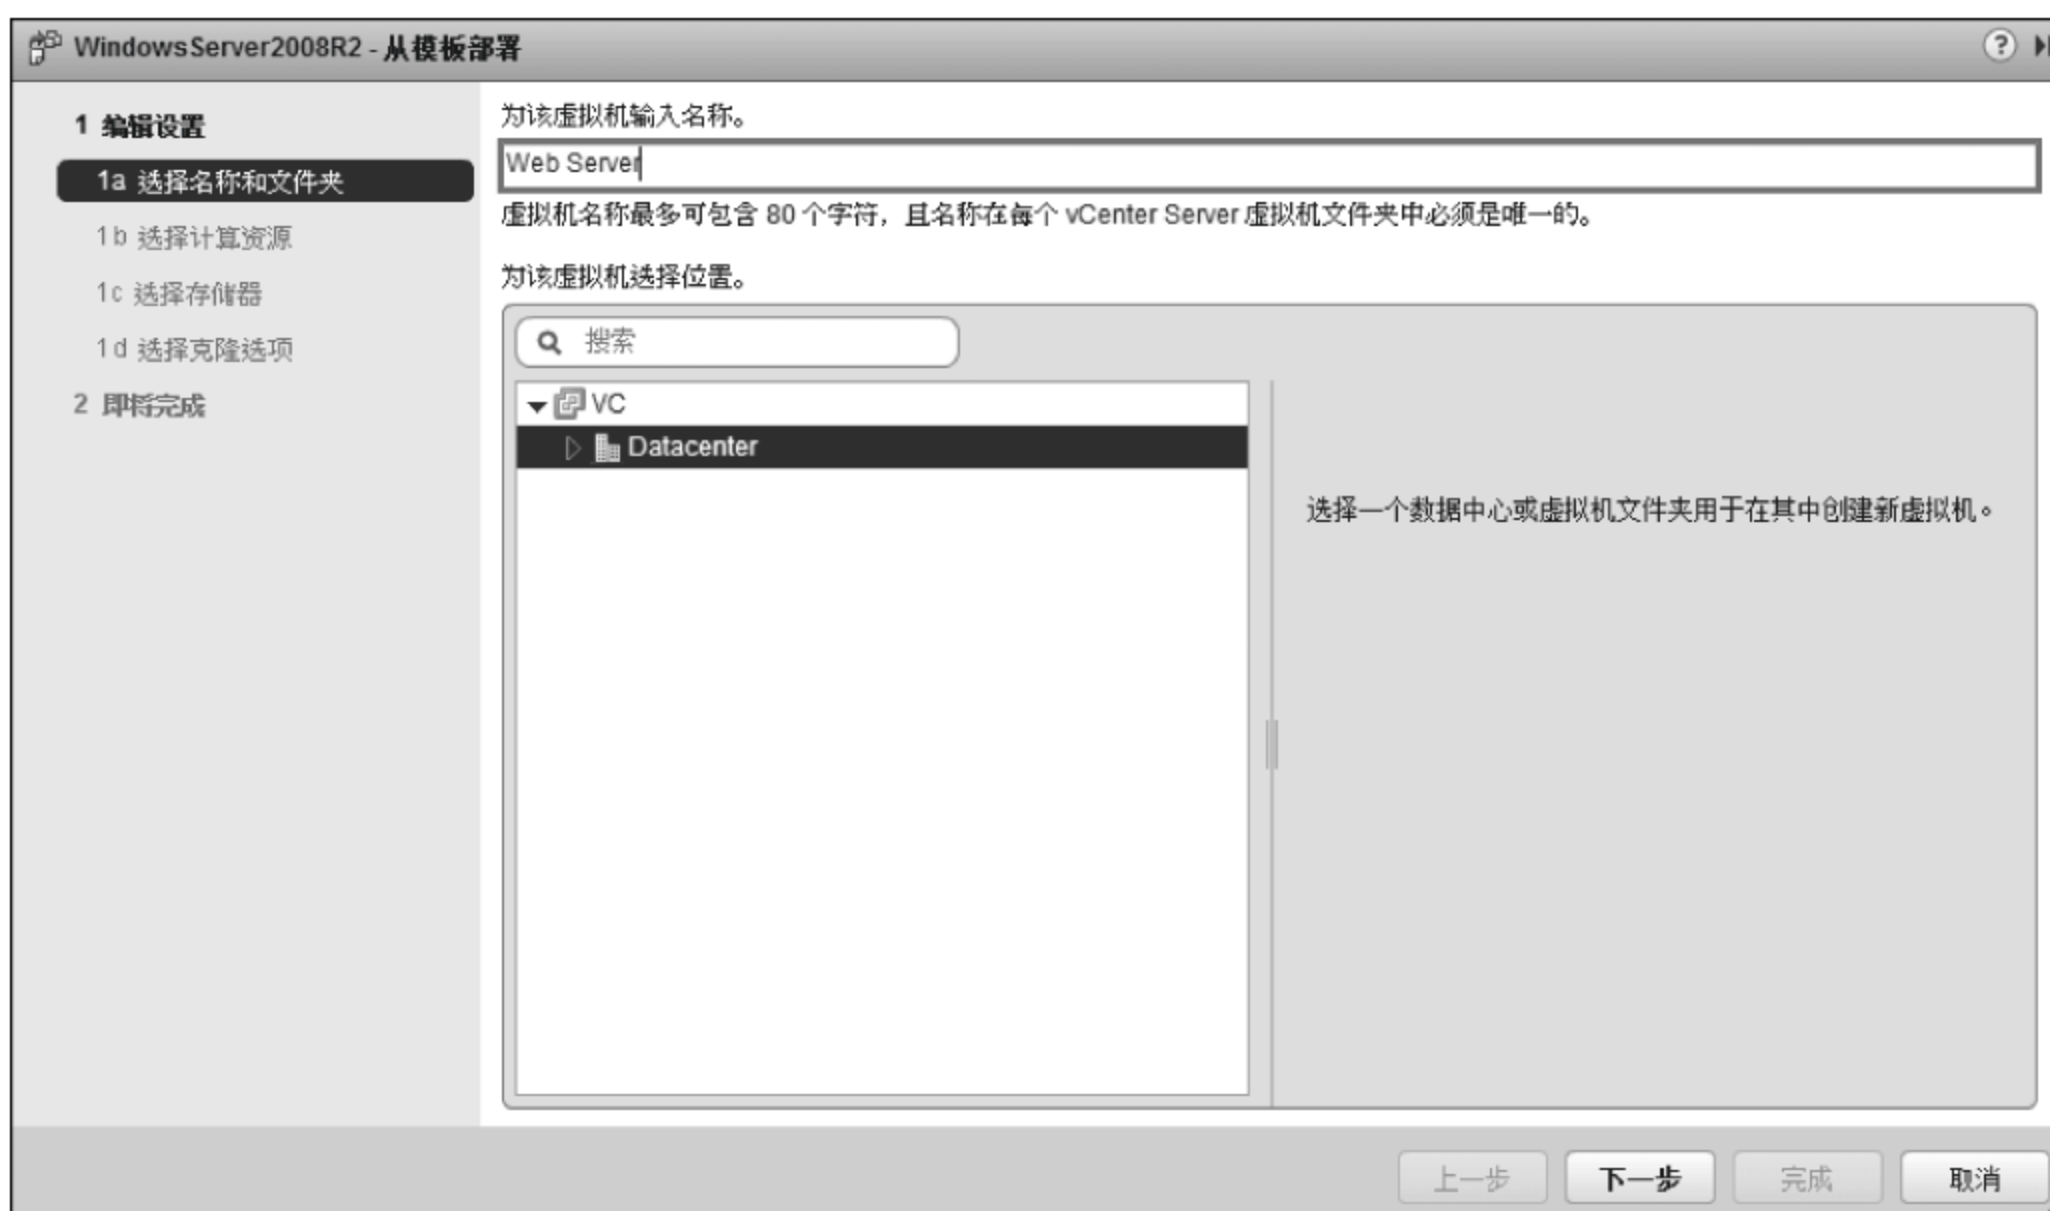 WindowsServer2008R2 - 从模板部署
?
1 编辑设置
1a 选择名称和文件夹
1b 选择计算资源
1c 选择存储器
1d 选择克隆选项
2 即将完成
为该虚拟机输入名称。
Web Server
虚拟机名称最多可包含 80 个字符，且名称在每个 vCenter Server 虚拟机文件夹中必须是唯一的。
为该虚拟机选择位置。
搜索
VC
Datacenter
选择一个数据中心或虚拟机文件夹用于在其中创建新虚拟机。
上一步
下一步
完成
取消